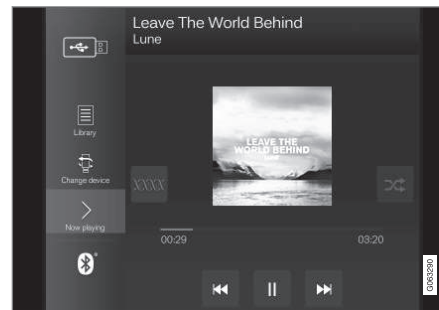 Leave The World Behind
Lune
Library
Change device
Now playing
LEAVE THE
WORLD BEHIND
LUNE
XXXX
00:29
03:20
G063290